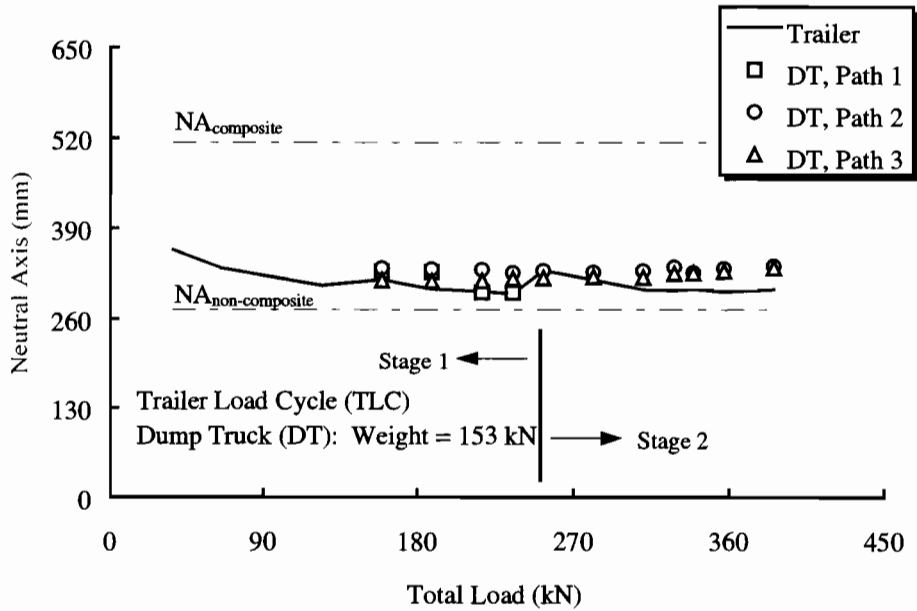 650
520
390
260
130
0
Neutral Axis (mm)
Trailer
DT, Path 1
DT, Path 2
DT, Path 3
NAcomposite
NAnon-composite
Stage 1
Trailer Load Cycle (TLC)
Dump Truck (DT): Weight = 153 kN
Stage 2
0
90
180
270
360
450
Total Load (kN)